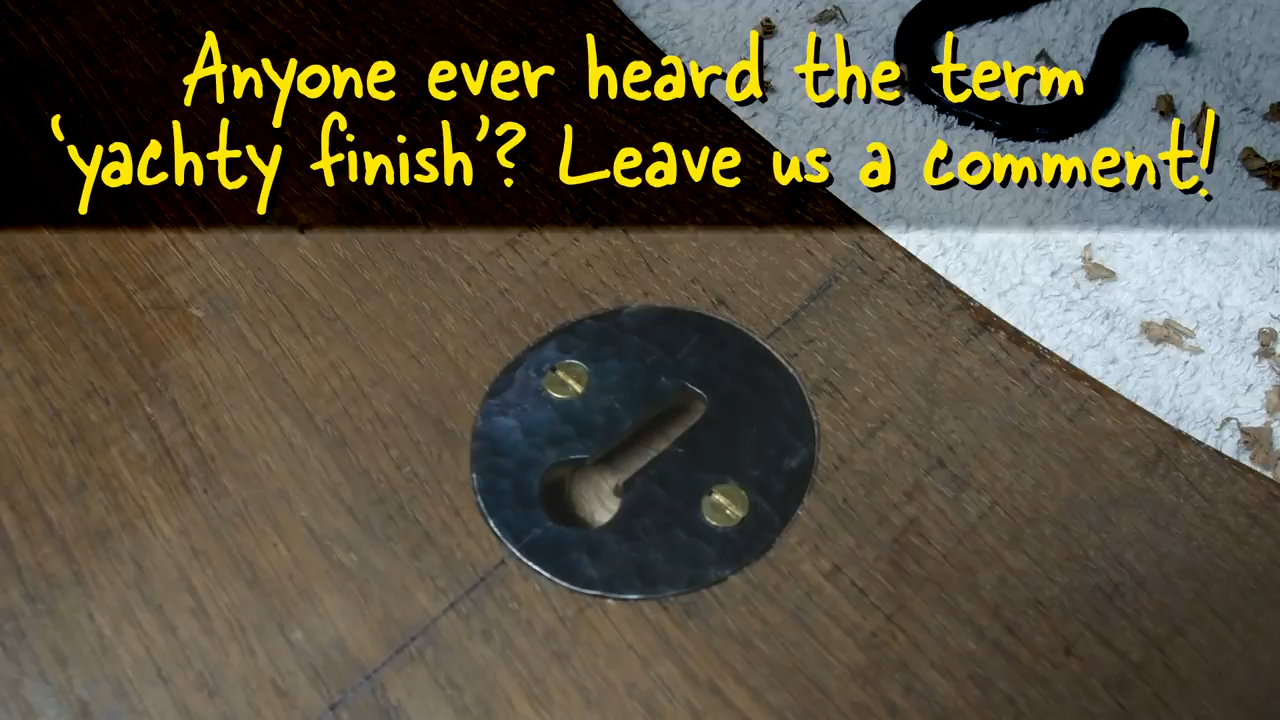 Anyone ever heard the term
‘yachty finish’? Leave us a comment!